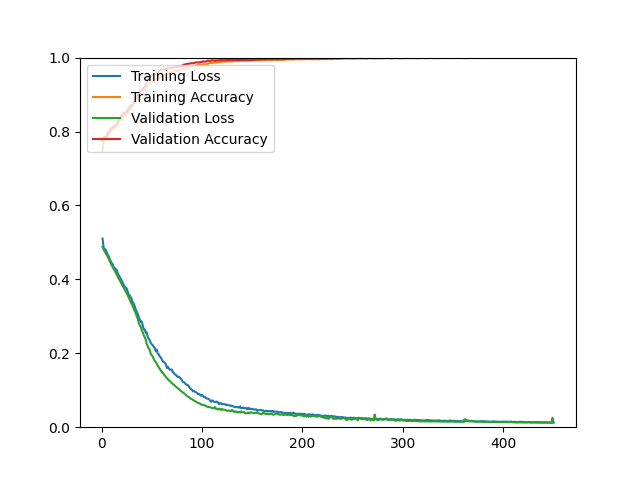 1.0
0.8
0.6
0.4
0.2
0.0
Training Loss
Training Accuracy
Validation Loss
Validation Accuracy
0 100 200 300 400